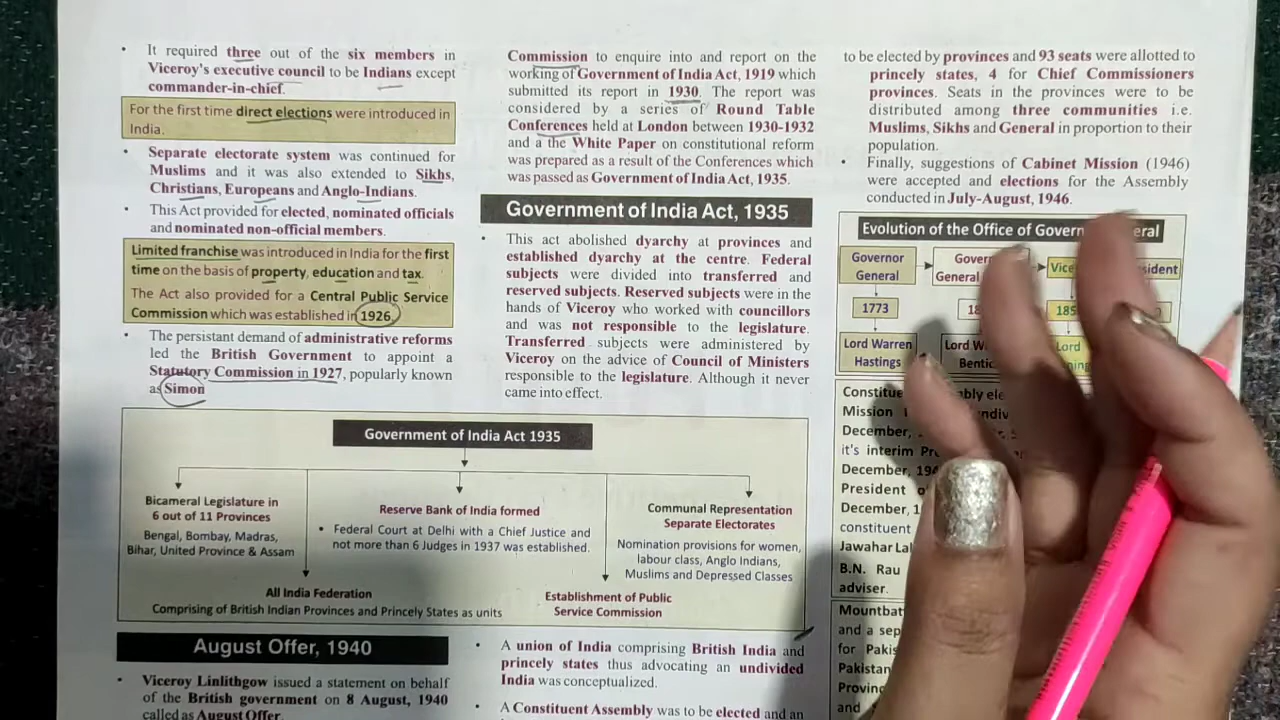 • It required three out of the six members in
Viceroy's executive council to be Indians except
commander-in-chief.
For the first time direct elections were introduced in
India.
• Separate electorate system was continued for
Muslims and it was also extended to Sikhs,
Christians, Europeans and Anglo-Indians.
• This Act provided for elected, nominated officials
and nominated non-official members.
Limited franchise was introduced in India for the first
time on the basis of property, education and tax.
The Act also provided for a Central Public Service
Commission which was established in 1926.
• The persistant demand of administrative reforms
led the British Government to appoint a
Statutory Commission in 1927, popularly known
as Simon
Commission to enquire into and report on the
working of Government of India Act, 1919 which
submitted its report in 1930. The report was
considered by a series of Round Table
Conferences held at London between 1930-1932
and a the White Paper on constitutional reform
was prepared as a result of the Conferences which
was passed as Government of India Act, 1935.
Government of India Act, 1935
• This act abolished dyarchy at provinces and
established dyarchy at the centre. Federal
subjects were divided into transferred and
reserved subjects. Reserved subjects were in the
hands of Viceroy who worked with councillors
and was not responsible to the legislature.
Transferred subjects were administered by
Viceroy on the advice of Council of Ministers
responsible to the legislature. Although it never
came into effect.
Government of India Act 1935
Bicameral Legislature in
6 out of 11 Provinces
Bengal, Bombay, Madras,
Bihar, United Province & Assam
Reserve Bank of India formed
• Federal Court at Delhi with a Chief Justice and
not more than 6 Judges in 1937 was established.
Communal Representation
Separate Electorates
Nomination provisions for women,
labour class, Anglo Indians,
Muslims and Depressed Classes
All India Federation
Comprising of British Indian Provinces and Princely States as units
Establishment of Public
Service Commission
August Offer, 1940
• Viceroy Linlithgow issued a statement on behalf
of the British government on 8 August, 1940
called as August Offer.
• A union of India comprising British India and
princely states thus advocating an undivided
India was conceptualized.
• A Constituent Assembly was to be elected and an
to be elected by provinces and 93 seats were allotted to
princely states, 4 for Chief Commissioners
provinces. Seats in the provinces were to be
distributed among three communities i.e.
Muslims, Sikhs and General in proportion to their
population.
• Finally, suggestions of Cabinet Mission (1946)
were accepted and elections for the Assembly
conducted in July-August, 1946.
Evolution of the Office of
Governor
General
General
1773
Lord Warren
Hastings
Lord
Lord
Mission
December,
it's interim
December,
President
December,
constituent
B.N. Rau
adviser.
and a